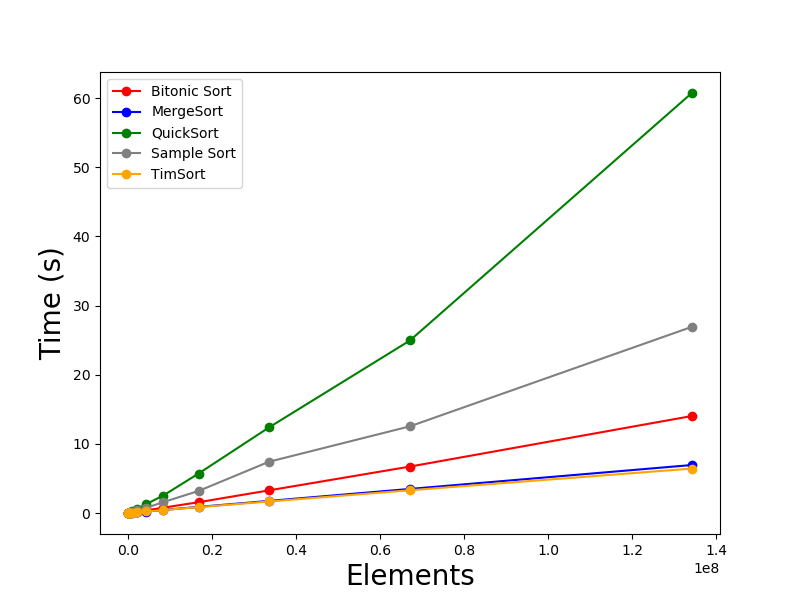 Bitonic Sort
MergeSort
QuickSort
Sample Sort
TimSort
Time (s)
60
50
40
30
20
10
0
0.0 0.2 0.4 0.6 0.8 1.0 1.2 1.4
1e8
Elements